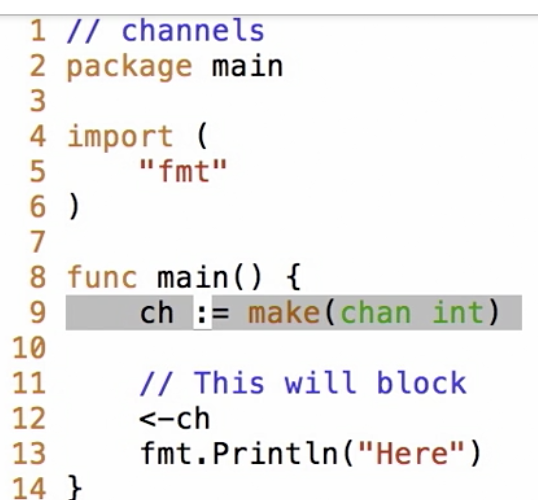 1 // channels
2 package main
3
4 import (
5     "fmt"
6 )
7
8 func main() {
9     ch := make(chan int)
10
11     // This will block
12     <-ch
13     fmt.Println("Here")
14 }